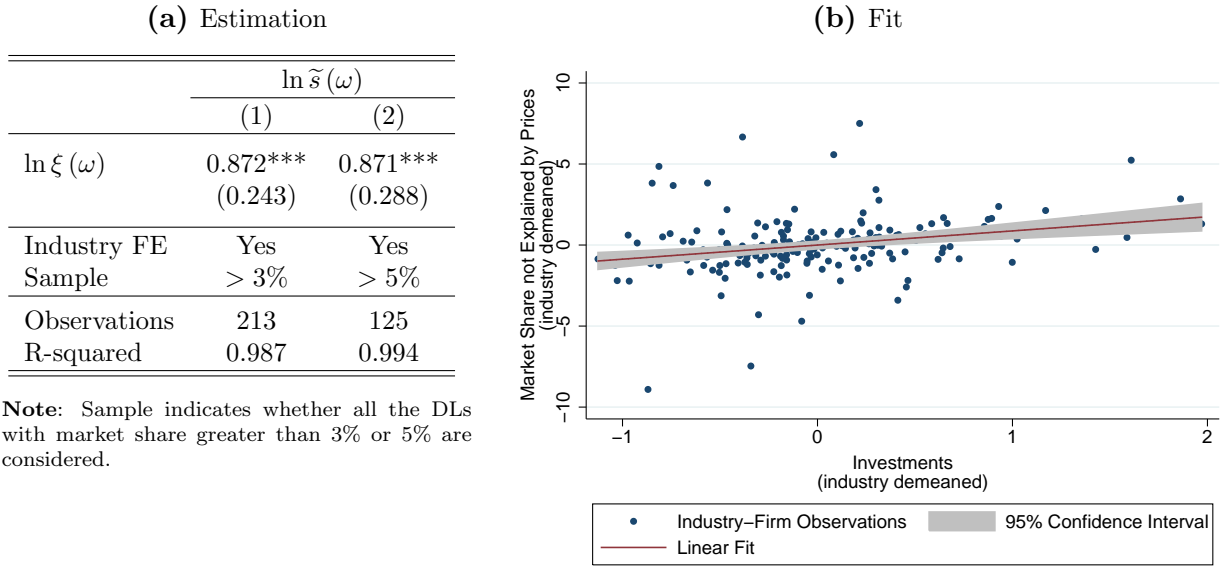 (a) Estimation
ln s̃ (ω)
(1) (2)
ln ξ (ω) 0.872*** 0.871***
(0.243) (0.288)
Industry FE Yes Yes
Sample > 3% > 5%
Observations 213 125
R-squared 0.987 0.994
Note: Sample indicates whether all the DLs
with market share greater than 3% or 5% are
considered.
(b) Fit
Market Share not Explained by Prices
(industry demeaned)
10
5
0
−5
−10
−1 0 1 2
Investments
(industry demeaned)
Industry−Firm Observations 95% Confidence Interval
Linear Fit